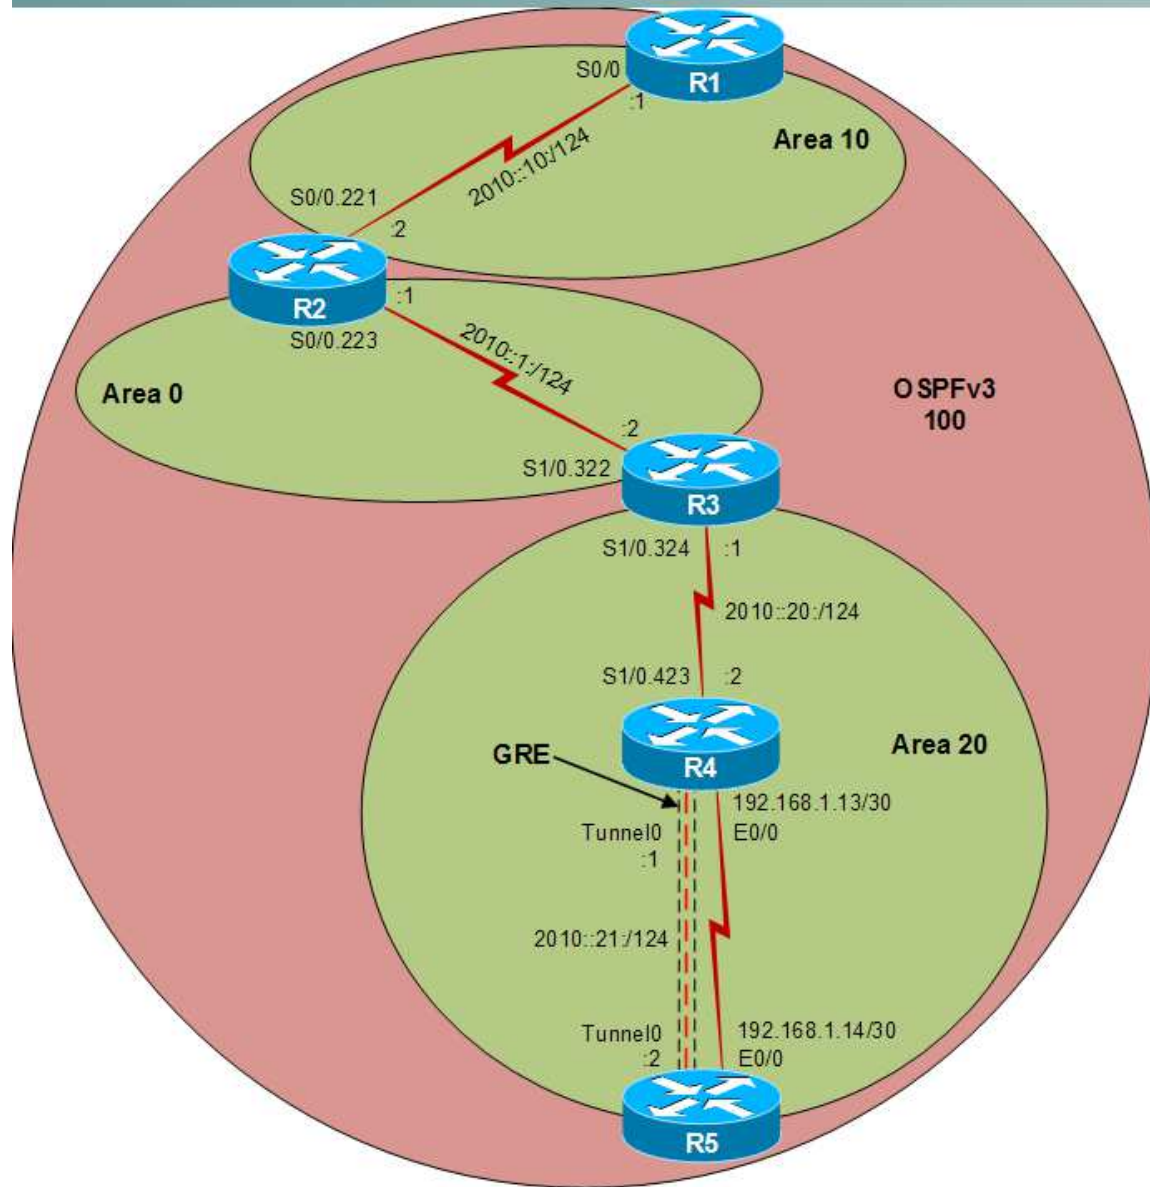 R1
S0/0
:1
Area 10
2010::10:/124
S0/0.221
:2
R2
:1
S0/0.223
2010::1:/124
Area 0
OSPFv3
100
:2
S1/0.322
R3
S1/0.324 :1
2010::20:/124
S1/0.423 :2
R4
Area 20
GRE
192.168.1.13/30
E0/0
Tunnel0
:1
2010::21:/124
Tunnel0
:2
192.168.1.14/30
E0/0
R5